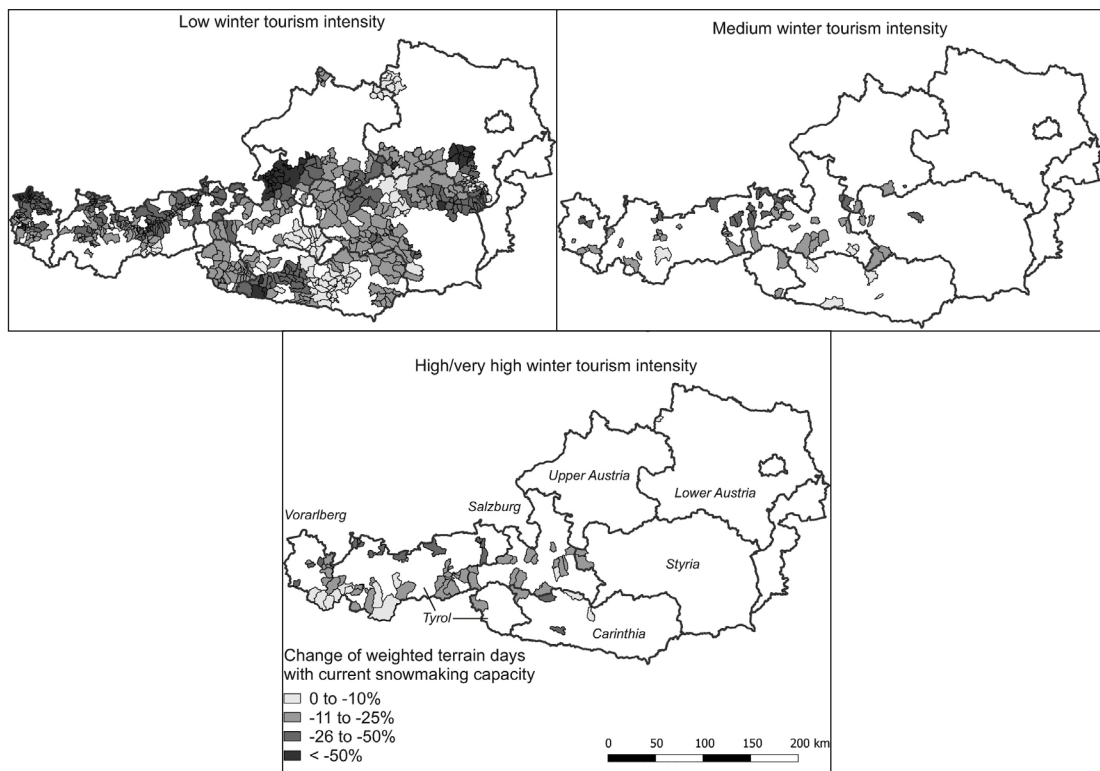 Low winter tourism intensity
Medium winter tourism intensity
High/very high winter tourism intensity
Upper Austria
Lower Austria
Salzburg
Vorarlberg
Styria
Tyrol
Carinthia
Change of weighted terrain days
with current snowmaking capacity
0 to -10%
-11 to -25%
-26 to -50%
< -50%
0 50 100 150 200 km